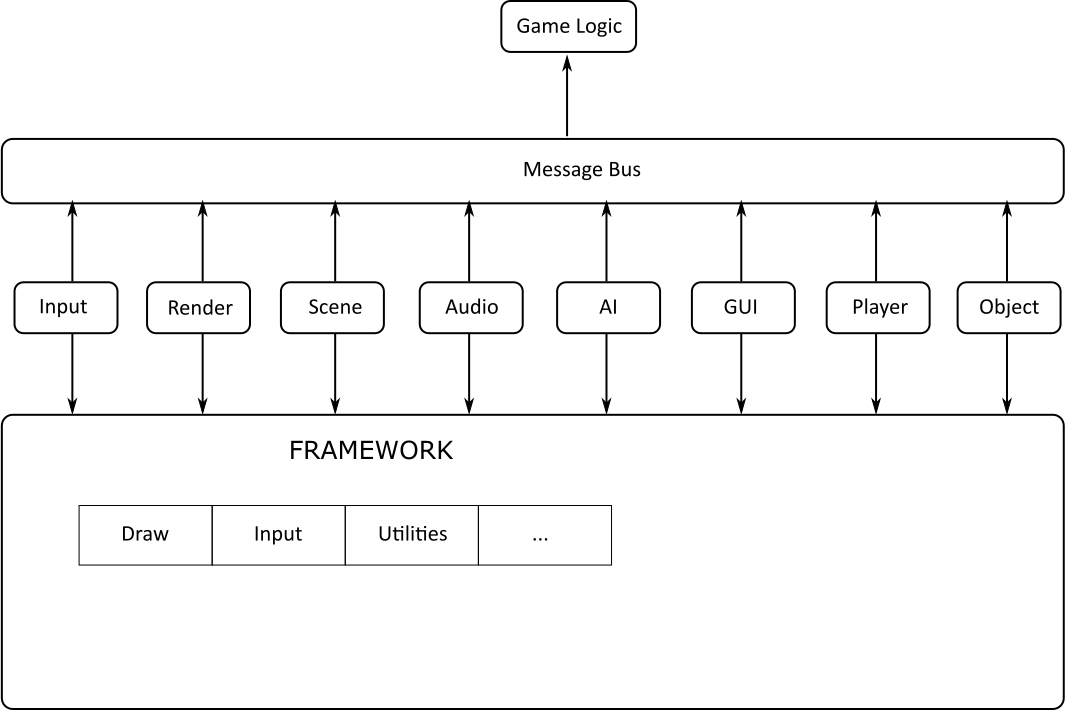 Game Logic
Message Bus
Input
Render
Scene
Audio
AI
GUI
Player
Object
FRAMEWORK
Draw
Input
Utilities
...